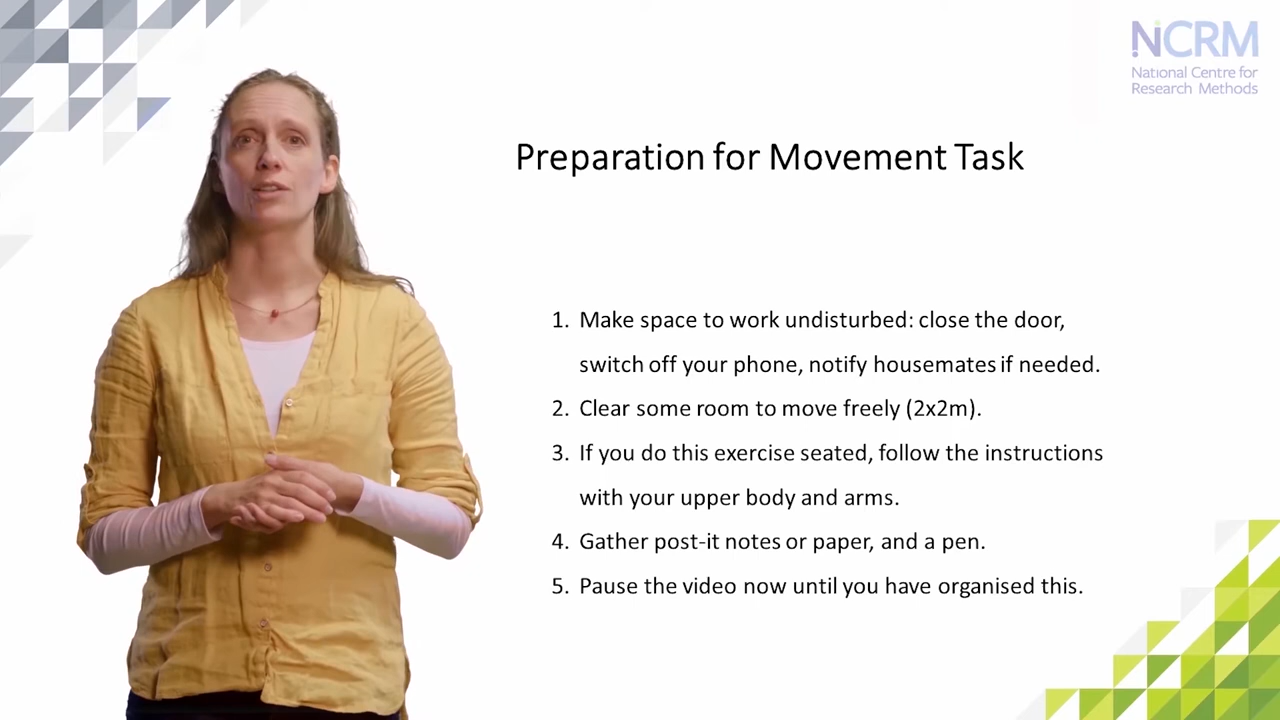 NCRM
National Centre for
Research Methods
Preparation for Movement Task
1. Make space to work undisturbed: close the door,
switch off your phone, notify housemates if needed.
2. Clear some room to move freely (2x2m).
3. If you do this exercise seated, follow the instructions
with your upper body and arms.
4. Gather post-it notes or paper, and a pen.
5. Pause the video now until you have organised this.